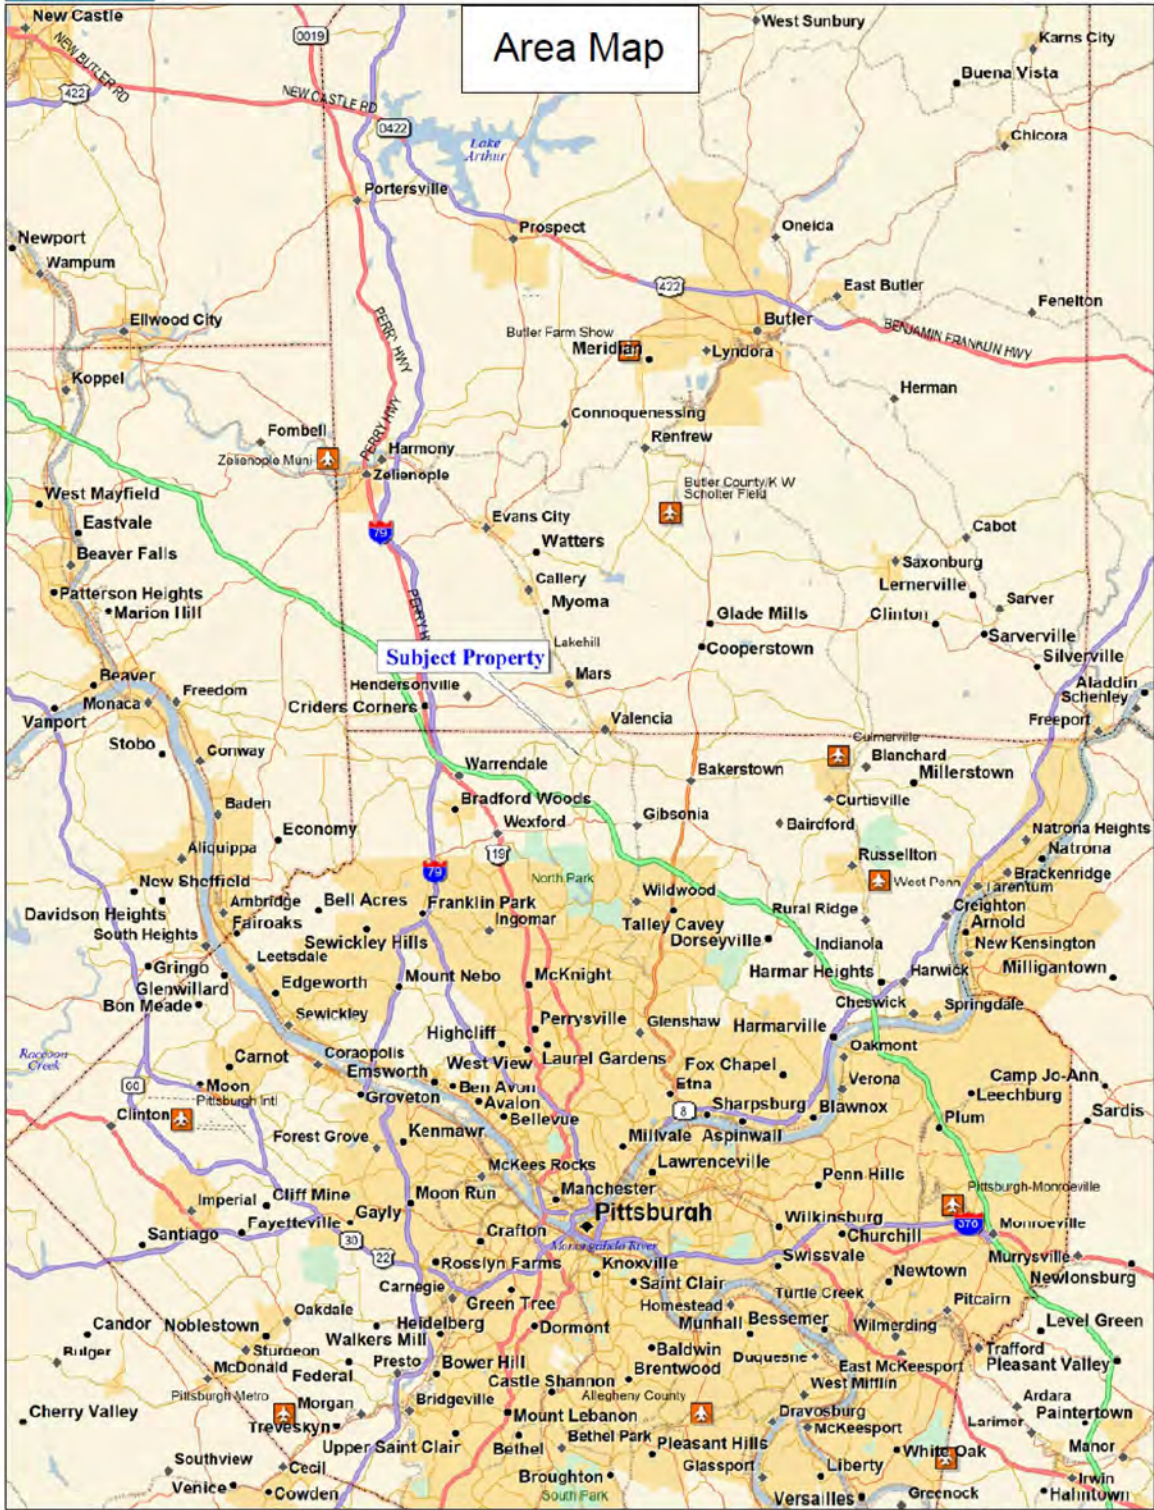 New Castle
0019
Area Map
West Sunbury
Karns City
NEW BUTLER RD
422
NEW CASTLE RD
Buena Vista
0422
Lake
Arthur
Chicora
Portersville
Newport
Wampum
Prospect
Oneida
422
East Butler
Fenelton
Ellwood City
PERRY HWY
Butler Farm Show
Butler
BENJAMIN FRANKLIN HWY
Meridian
Lyndora
Koppel
Herman
Connoquenessing
PERRY HWY
Fombell
Harmony
Renfrew
Zelienople Muni
Zelienople
Butler County/K W
Scholter Field
West Mayfield
Eastvale
79
Evans City
Cabot
Watters
Beaver Falls
Saxonburg
Callery
Lernerville
Patterson Heights
Marion Hill
Myoma
Sarver
PERRY H
Glade Mills
Clinton
Lakehill
Sarverville
Subject Property
Cooperstown
Silverville
Beaver
Mars
Aladdin
Hendersonville
Schenley
Monaca
Freedom
Criders Corners
Vanport
Valencia
Freeport
Stobo
Conway
Culmerville
Blanchard
Warrendale
Bakerstown
Millerstown
Baden
Bradford Woods
Curtisville
Economy
Wexford
Gibsonia
Bairdford
Natrona Heights
Aliquippa
19
Russellton
Natrona
79
North Park
Brackenridge
New Sheffield
West Penn
Tarentum
Wildwood
Ambridge
Bell Acres
Franklin Park
Davidson Heights
Fairoaks
Ingomar
Talley Cavey
Rural Ridge
Creighton
Arnold
South Heights
Sewickley Hills
Dorseyville
Indianola
New Kensington
Leetsdale
Gringo
Mount Nebo
McKnight
Harmar Heights
Harwick
Milligantown
Glenwillard
Edgeworth
Bon Meade
Cheswick
Springdale
Sewickley
Highcliff
Perrysville
Glenshaw
Harmarville
Raccoon
Creek
Carnot
Coraopolis
West View
Laurel Gardens
Oakmont
Emsworth
Fox Chapel
60
Moon
Ben Avon
Etna
Verona
Camp Jo-Ann
Pittsburgh Intl
Groveton
Avalon
Leechburg
Clinton
Bellevue
8
Sharpsburg
Blawnox
Plum
Sardis
Forest Grove
Kenmawr
Millvale
Aspinwall
McKees Rocks
Lawrenceville
Penn Hills
Imperial
Cliff Mine
Moon Run
Manchester
Pittsburgh-Monroeville
Gayly
Pittsburgh
Wilkinsburg
376
Monroeville
Santiago
Fayetteville
Crafton
Churchill
30
22
Monongahela River
Swissvale
Murrysville
Rosslyn Farms
Knoxville
Newtown
Newlonsburg
Carnegie
Saint Clair
Turtle Creek
Green Tree
Homestead
Pitcairn
Oakdale
Candor
Noblestown
Heidelberg
Dormont
Munhall
Bessemer
Wilmerding
Level Green
Walkers Mill
Bulger
Sturgeon
Baldwin
Trafford
McDonald
Presto
Bower Hill
Brentwood
Duquesne
East McKeesport
Pleasant Valley
Federal
Castle Shannon
West Mifflin
Pittsburgh Metro
Morgan
Bridgeville
Allegheny County
Ardara
Cherry Valley
Treveskyn
Mount Lebanon
Dravosburg
Larimer
Paintertown
McKeesport
Upper Saint Clair
Bethel
Bethel Park
Pleasant Hills
White Oak
Manor
Southview
Cecil
Broughton
Glassport
Liberty
Irwin
Venice
Cowden
South Park
Versailles
Greenock
Hahntown